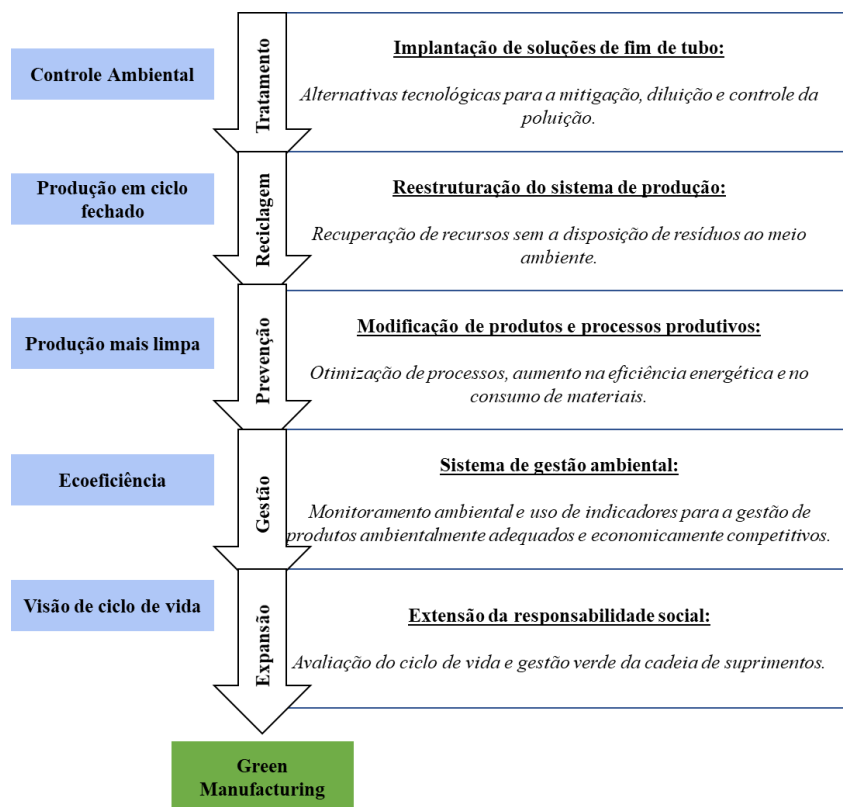 Controle Ambiental
Tratamento
Implantação de soluções de fim de tubo:
Alternativas tecnológicas para a mitigação, diluição e controle da
poluição.
Produção em ciclo
fechado
Reciclagem
Reestruturação do sistema de produção:
Recuperação de recursos sem a disposição de resíduos ao meio
ambiente.
Produção mais limpa
Prevenção
Modificação de produtos e processos produtivos:
Otimização de processos, aumento na eficiência energética e no
consumo de materiais.
Ecoeficiência
Gestão
Sistema de gestão ambiental:
Monitoramento ambiental e uso de indicadores para a gestão de
produtos ambientalmente adequados e economicamente competitivos.
Visão de ciclo de vida
Expansão
Extensão da responsabilidade social:
Avaliação do ciclo de vida e gestão verde da cadeia de suprimentos.
Green
Manufacturing